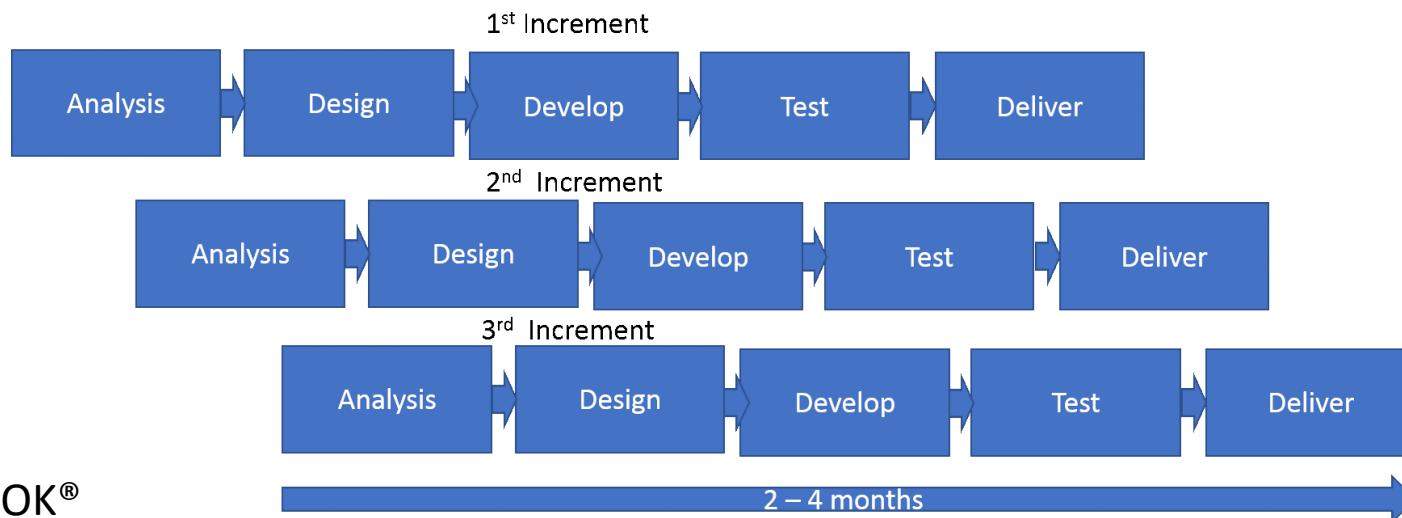 1st Increment
Analysis Design Develop Test Deliver
2nd Increment
Analysis Design Develop Test Deliver
3rd Increment
Analysis Design Develop Test Deliver
OK®
2 – 4 months